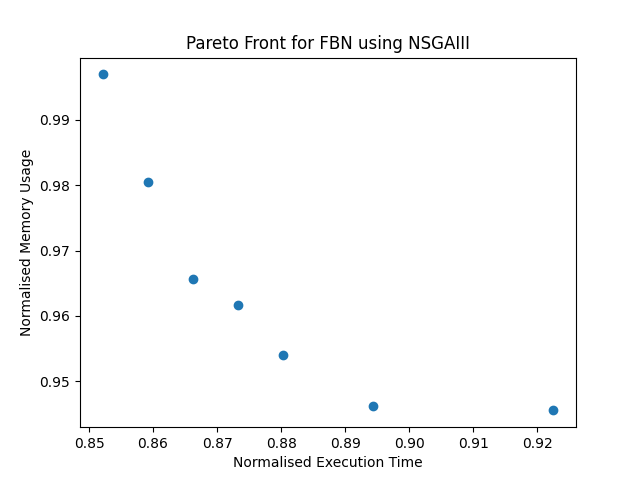 Pareto Front for FBN using NSGAIII
0.99
0.98
0.97
0.96
0.95
Normalised Memory Usage
0.85 0.86 0.87 0.88 0.89 0.90 0.91 0.92
Normalised Execution Time